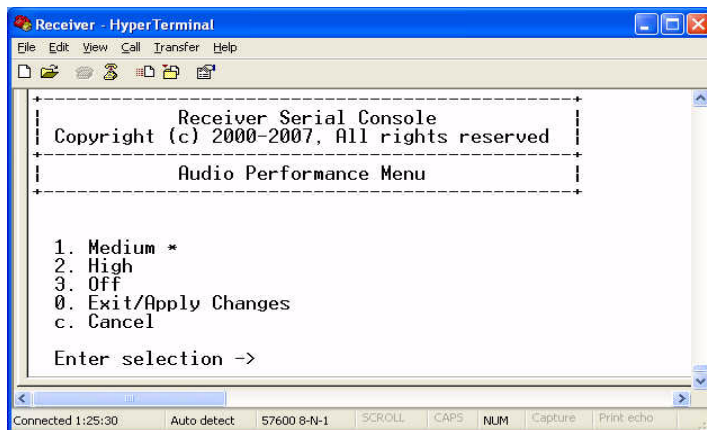 Receiver - HyperTerminal
File Edit View Call Transfer Help
Receiver Serial Console
Copyright (c) 2000-2007, All rights reserved
Audio Performance Menu
1. Medium *
2. High
3. Off
0. Exit/Apply Changes
c. Cancel
Enter selection ->
Connected 1:25:30 Auto detect 57600 8-N-1 SCROLL CAPS NUM Capture Print echo